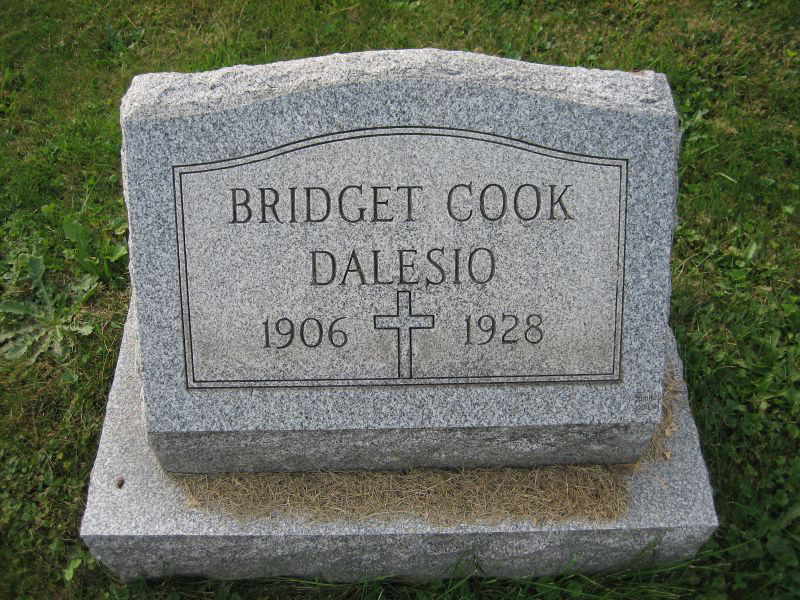 BRIDGET COOK
DALESIO
1906 1928